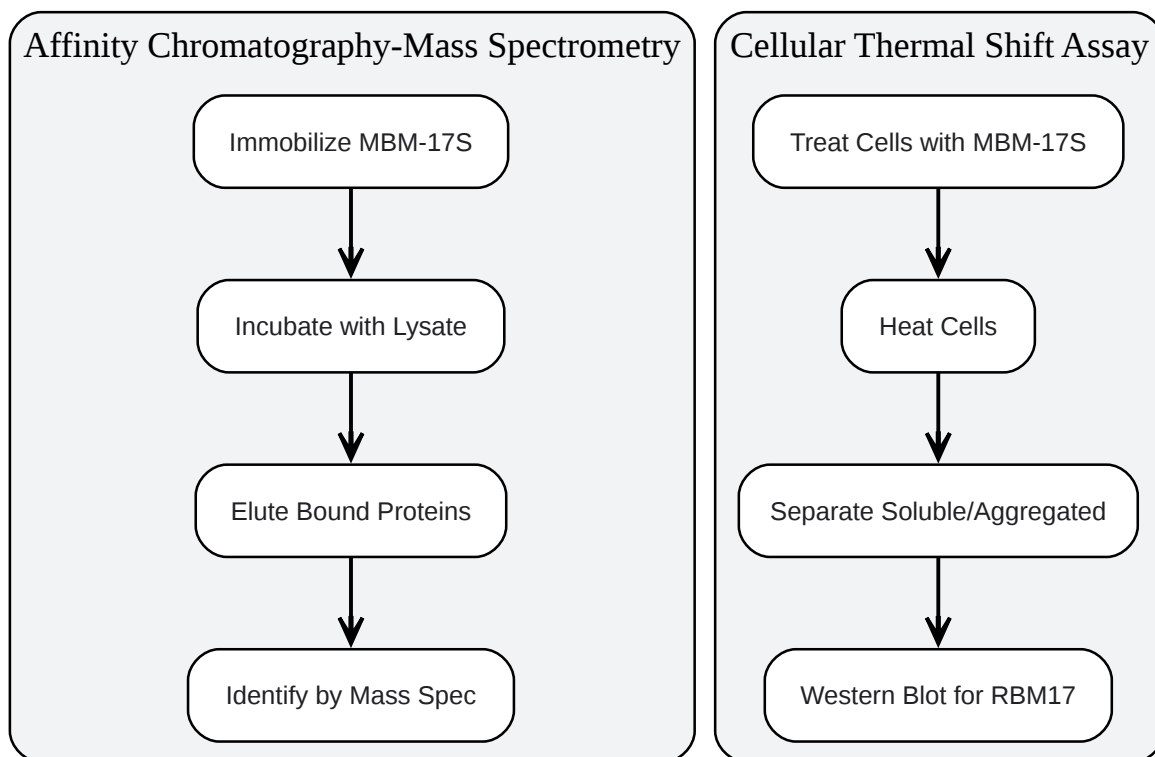 Affinity Chromatography-Mass Spectrometry
Immobilize MBM-17S
Incubate with Lysate
Elute Bound Proteins
Identify by Mass Spec
Cellular Thermal Shift Assay
Treat Cells with MBM-17S
Heat Cells
Separate Soluble/Aggregated
Western Blot for RBM17